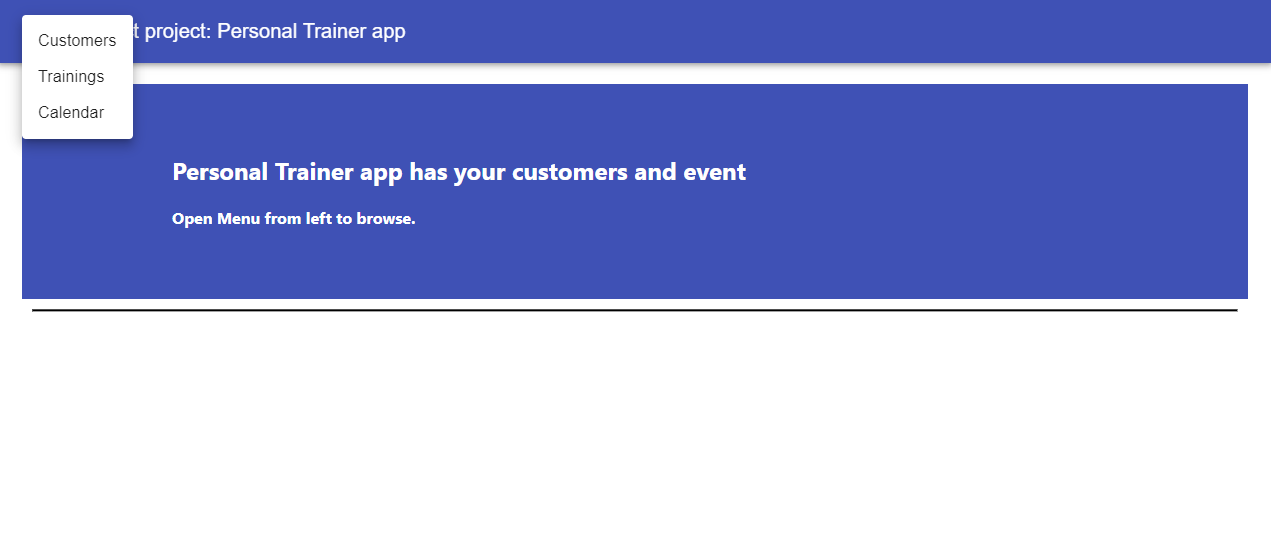 t project: Personal Trainer app
Customers
Trainings
Calendar
Personal Trainer app has your customers and event
Open Menu from left to browse.